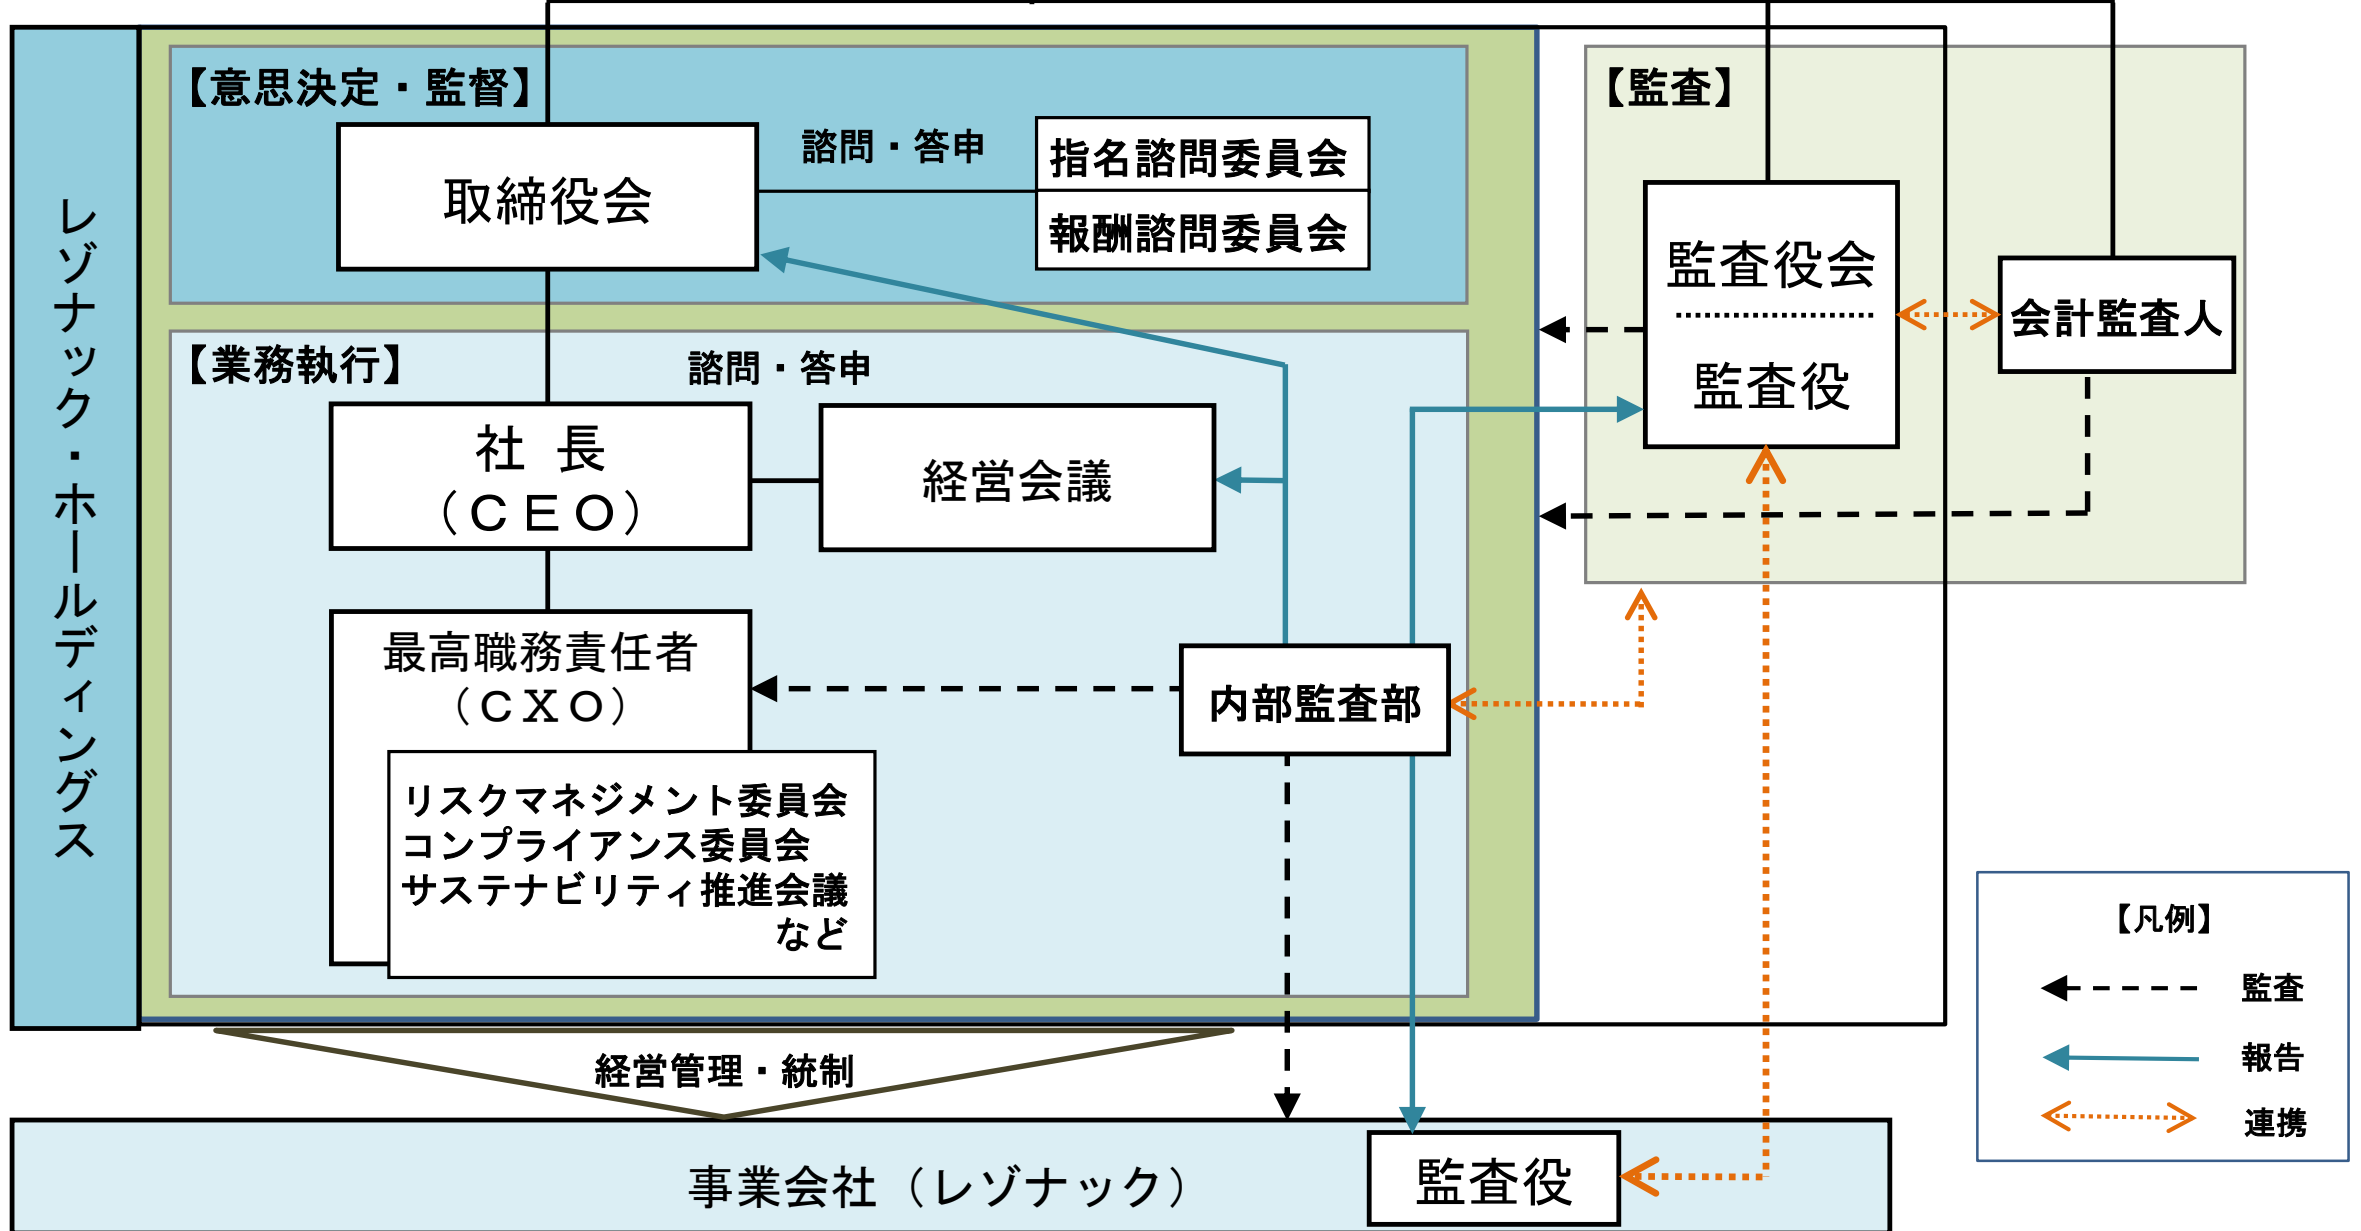 レゾナック・ホールディングス
【意思決定・監督】
取締役会
諮問・答申
指名諮問委員会
報酬諮問委員会
【監査】
監査役会
監査役
会計監査人
【業務執行】
諮問・答申
社 長
（ＣＥＯ）
経営会議
最高職務責任者
（ＣＸＯ）
内部監査部
リスクマネジメント委員会
コンプライアンス委員会
サステナビリティ推進会議
など
【凡例】
監査
報告
連携
経営管理・統制
事業会社（レゾナック）
監査役